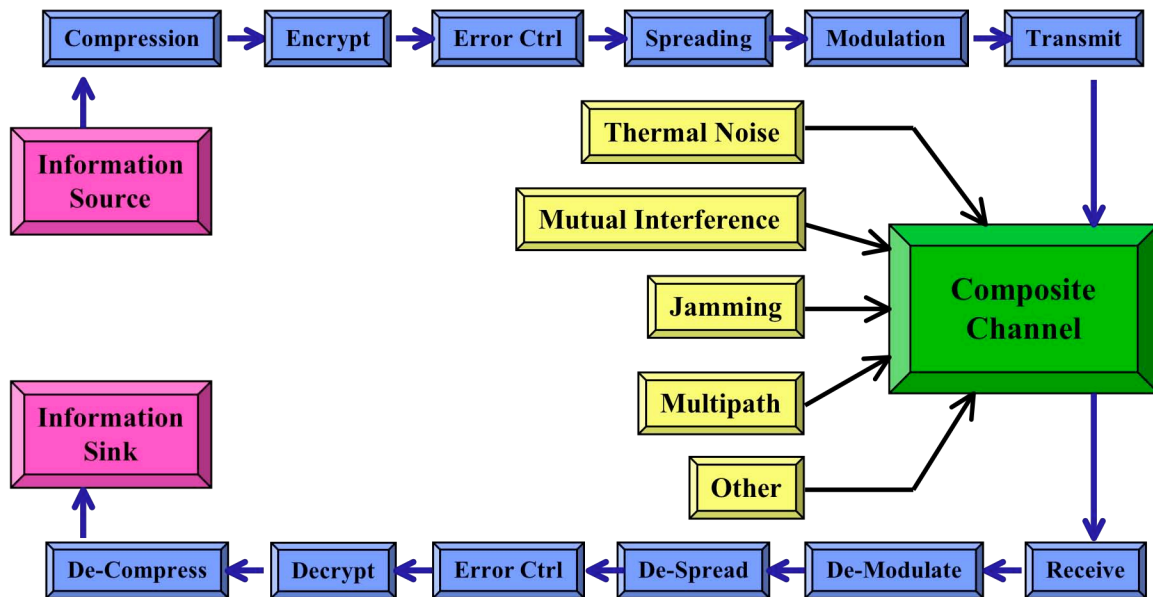 Compression
Encrypt
Error Ctrl
Spreading
Modulation
Transmit
Information
Source
Thermal Noise
Mutual Interference
Jamming
Composite
Channel
Multipath
Other
Information
Sink
De-Compress
Decrypt
Error Ctrl
De-Spread
De-Modulate
Receive